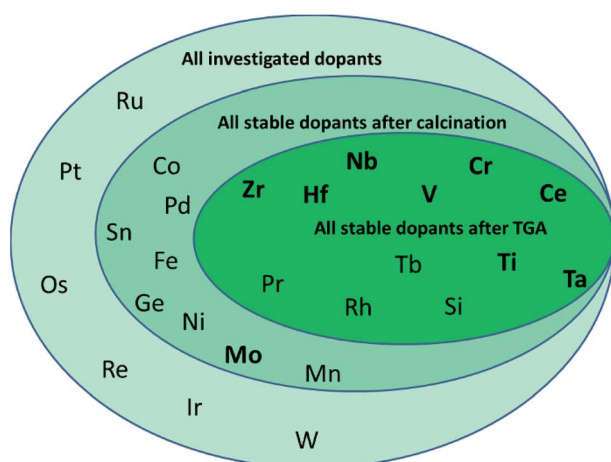 All investigated dopants
Ru
All stable dopants after calcination
Pt
Co
Nb
Cr
Zr
Hf
V
Ce
Pd
Sn
All stable dopants after TGA
Fe
Tb
Ti
Os
Pr
Ta
Ge
Rh
Si
Ni
Mo
Re
Mn
Ir
W